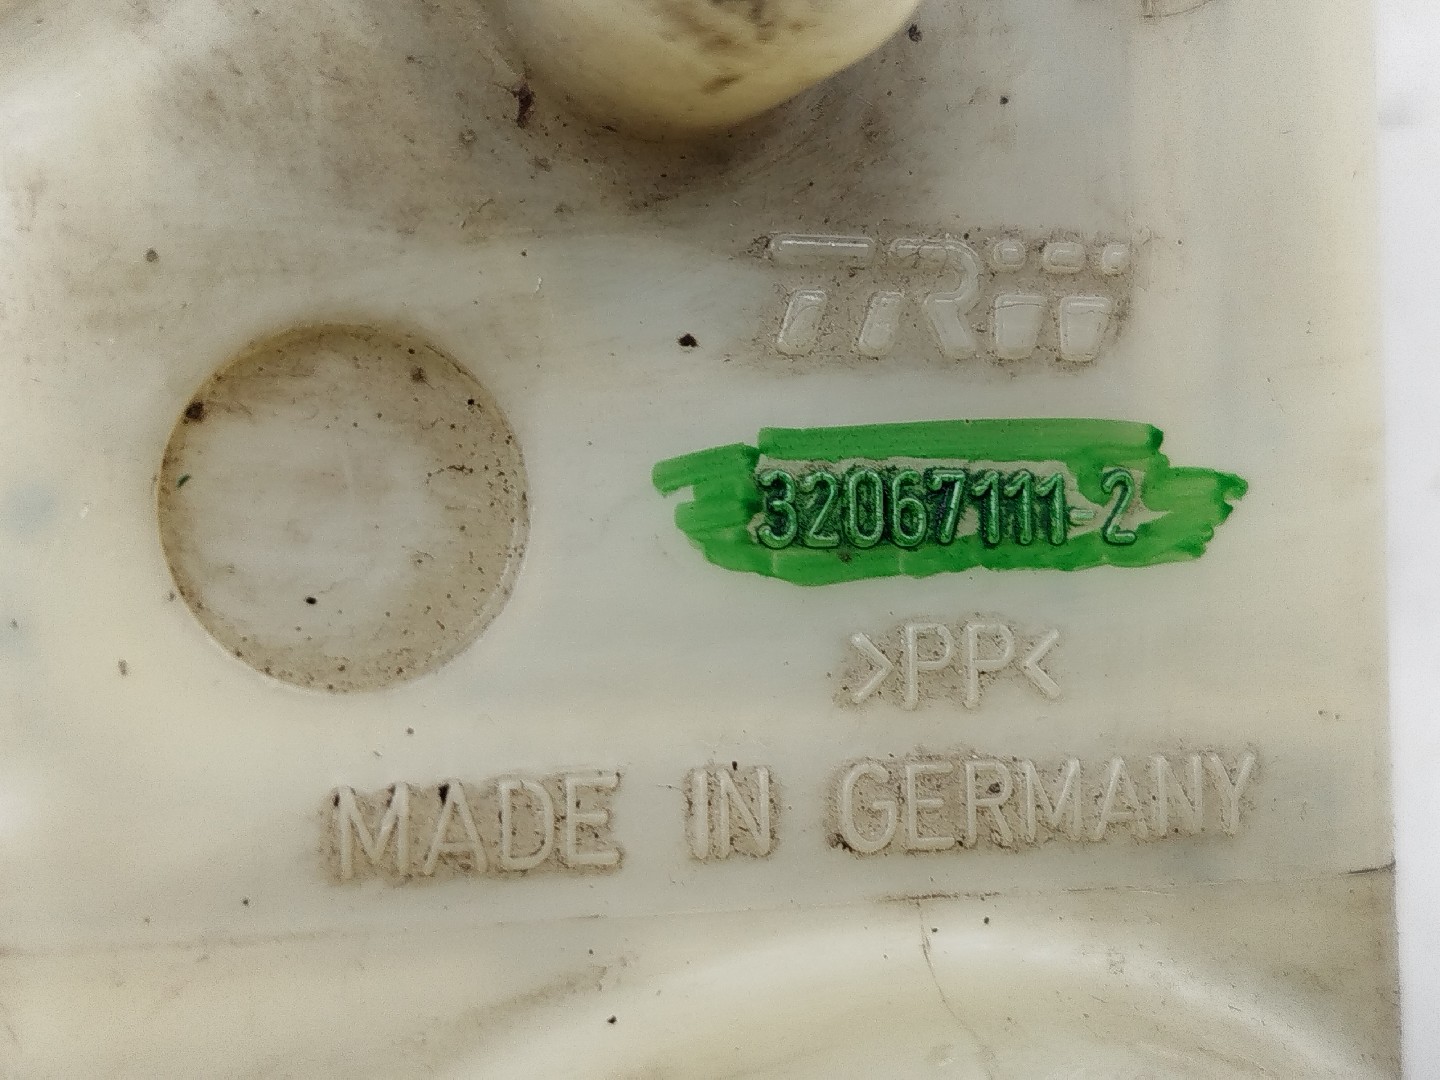 TRW
32067111-2
>PP<
MADE IN GERMANY